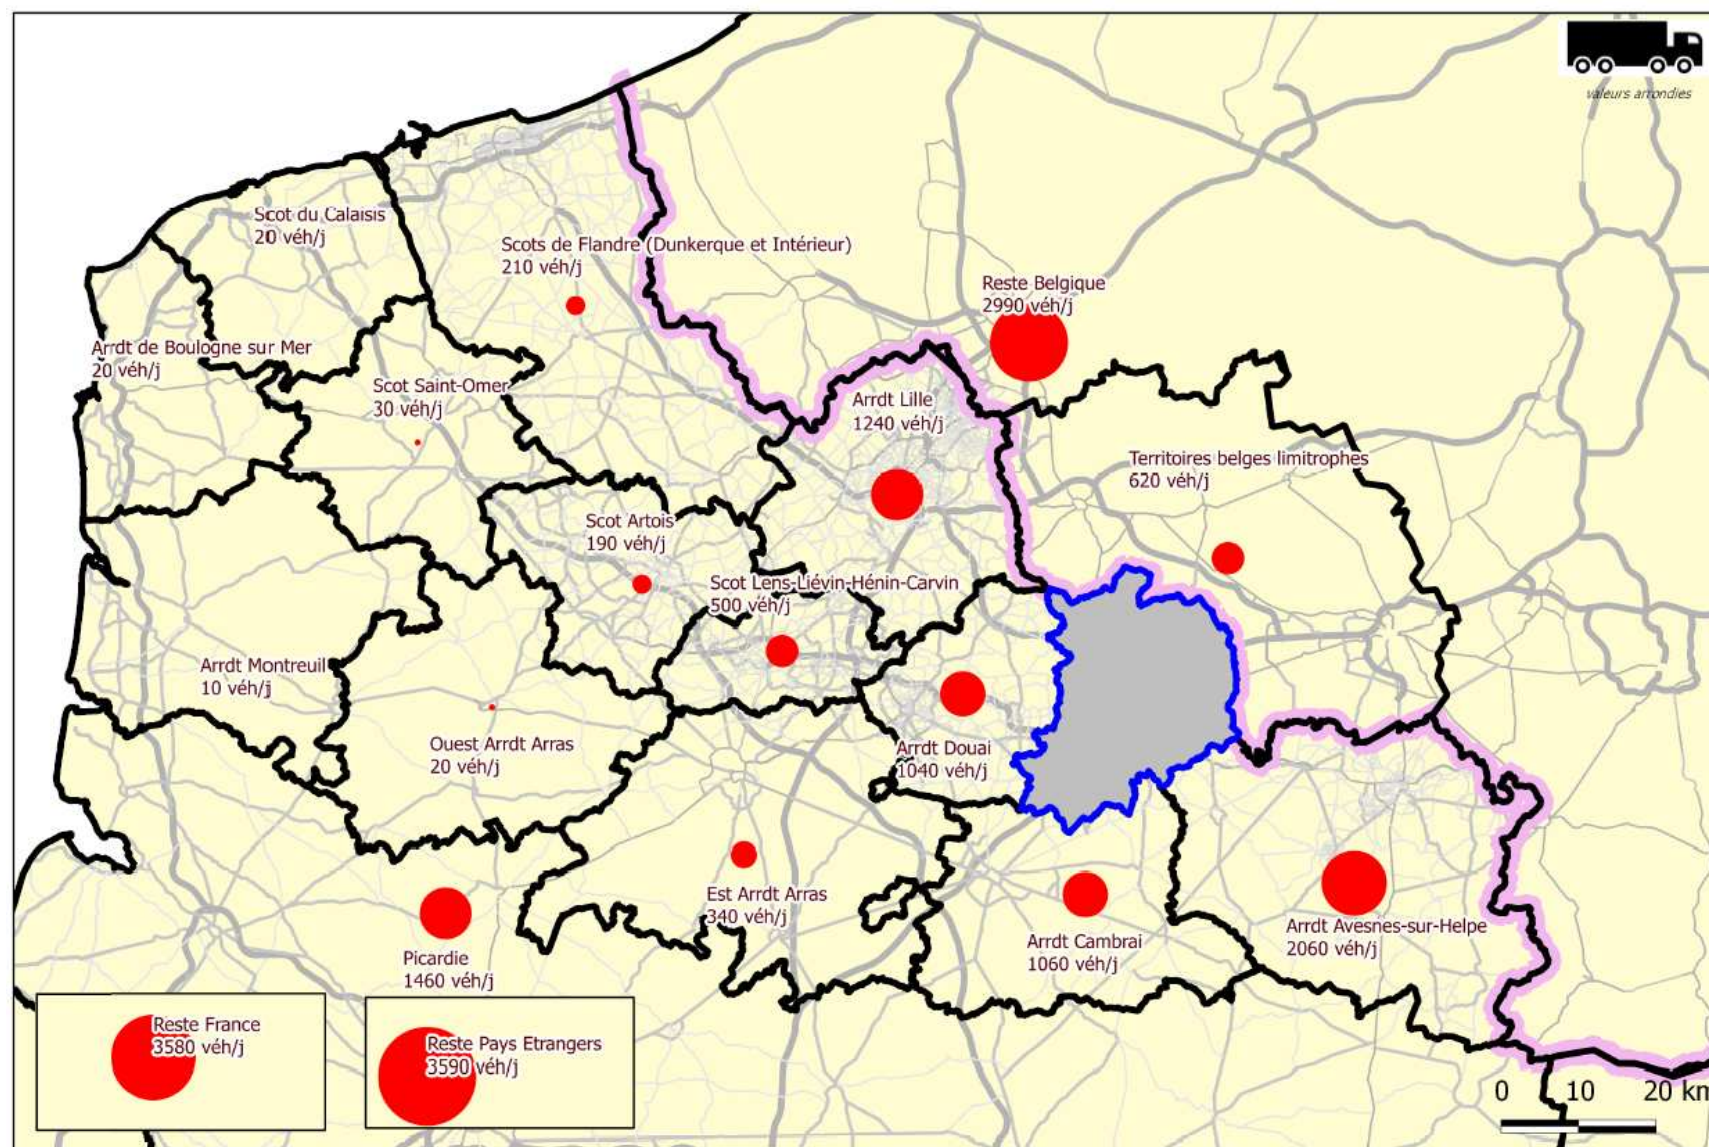 valeurs arrondies
Scot du Calaisis
20 véh/j
Scots de Flandre (Dunkerque et Intérieur)
210 véh/j
Reste Belgique
2990 véh/j
Arrdt de Boulogne sur Mer
20 véh/j
Scot Saint-Omer
30 véh/j
Arrdt Lille
1240 véh/j
Territoires belges limitrophes
620 véh/j
Scot Artois
190 véh/j
Scot Lens-Liévin-Hénin-Carvin
500 véh/j
Arrdt Montreuil
10 véh/j
Ouest Arrdt Arras
20 véh/j
Arrdt Douai
1040 véh/j
Est Arrdt Arras
340 véh/j
Arrdt Cambrai
1060 véh/j
Arrdt Avesnes-sur-Helpe
2060 véh/j
Picardie
1460 véh/j
Reste France
3580 véh/j
Reste Pays Etrangers
3590 véh/j
0 10 20 km